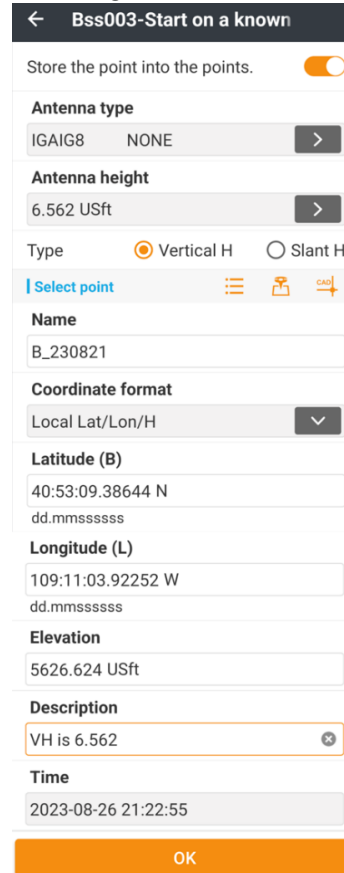 ← Bss003-Start on a known
Store the point into the points.
Antenna type
IGAIG8 NONE
Antenna height
6.562 USft
Type Vertical H Slant H
Select point CAD
Name
B_230821
Coordinate format
Local Lat/Lon/H
Latitude (B)
40:53:09.38644 N
dd.mmssssss
Longitude (L)
109:11:03.92252 W
dd.mmssssss
Elevation
5626.624 USft
Description
VH is 6.562
Time
2023-08-26 21:22:55
OK